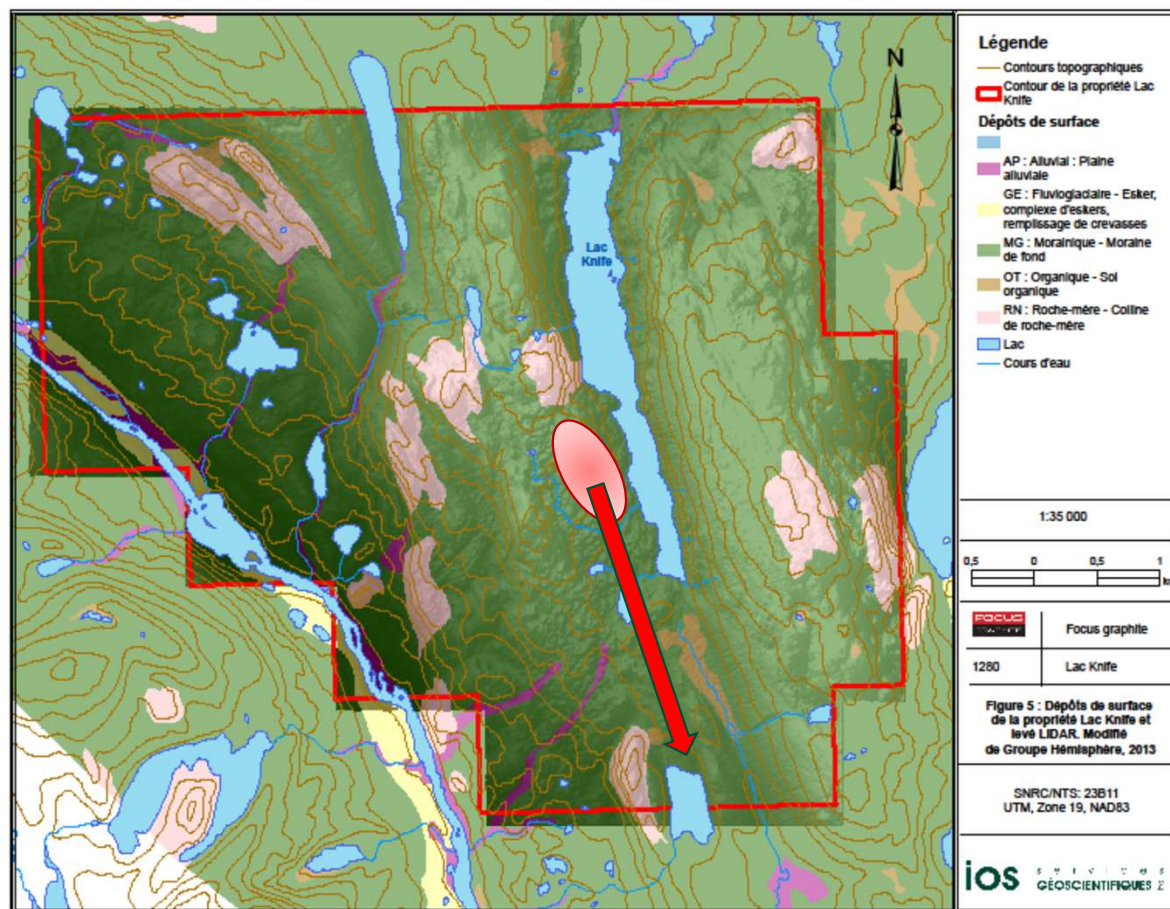 N
Lac
Knife
Légende
Contours topographiques
Contour de la propriété Lac
Knife
Dépôts de surface
AP : Alluvial : Plaine
alluviale
GE : Fluvioglaciaire - Esker,
complexe d'eskers,
remplissage de crevasses
MG : Morainique - Moraine
de fond
OT : Organique - Sol
organique
RN : Roche-mère - Colline
de roche-mère
Lac
Cours d'eau
1:35 000
0,5 0 0,5 1
FOCUS
Focus graphite
1280
Lac Knife
Figure 5 : Dépôts de surface
de la propriété Lac Knife et
levé LIDAR. Modifié
de Groupe Hémisphère, 2013
SNRC/NTS: 23B11
UTM, Zone 19, NAD83
ios services
GÉOSCIENTIFIQUES